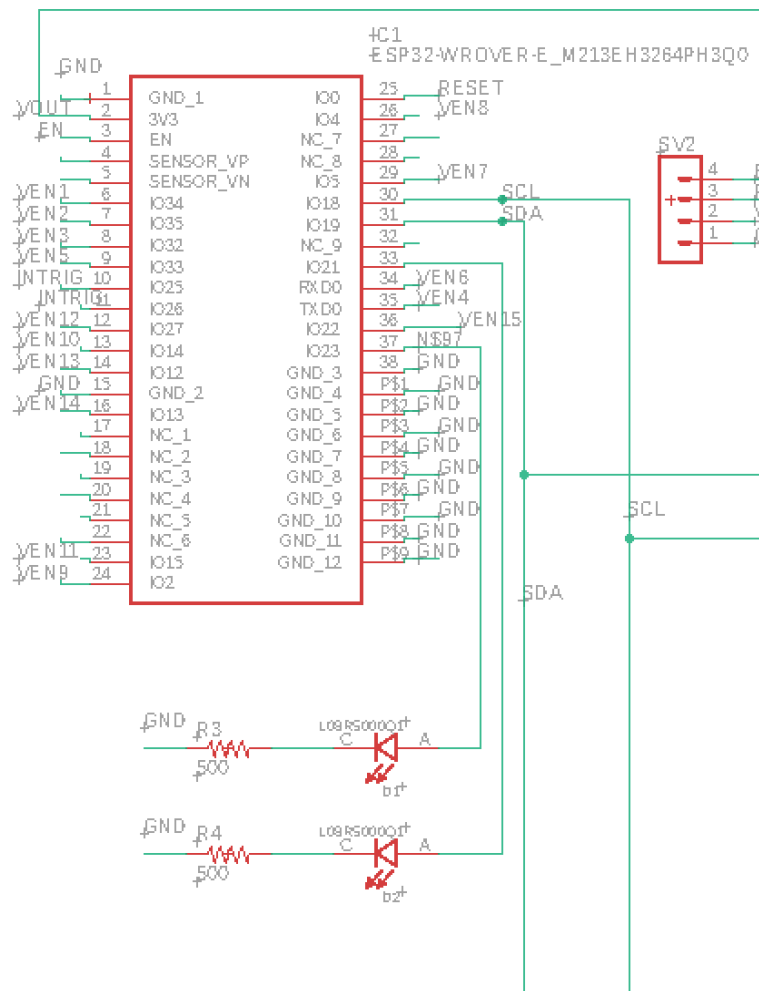 IC1
ESP32-WROVER-E_M213EH3264PH3Q0
GND
1 GND_1
VOUT 2 3V3
EN 3 EN
4 SENSOR_VP
5 SENSOR_VN
VEN1 6 IO34
VEN2 7 IO35
VEN3 8 IO32
VEN5 9 IO33
INTRIG 10 IO25
INTRIG 11 IO26
VEN12 12 IO27
VEN10 13 IO14
VEN13 14 IO12
GND 15 GND_2
VEN14 16 IO13
17 NC_1
18 NC_2
19 NC_3
20 NC_4
21 NC_5
22 NC_6
VEN11 23 IO15
VEN9 24 IO2
IO0 25 RESET
IO4 26 VEN8
NC_7 27
NC_8 28
IO5 29 VEN7
IO18 30 SCL
IO19 31 SDA
NC_9 32
IO21 33
RXD0 34 VEN6
TXD0 35 VEN4
IO22 36 VEN15
IO23 37 N$97
GND_3 38 GND
GND_4 P$1 GND
GND_5 P$2 GND
GND_6 P$3 GND
GND_7 P$4 GND
GND_8 P$5 GND
GND_9 P$6 GND
GND_10 P$7 GND
GND_11 P$8 GND
GND_12 P$9 GND
SV2
4
3
2
1
SCL
SDA
GND R3 500
L08R5000Q1
C A
b1
GND R4 500
L08R5000Q1
C A
b2